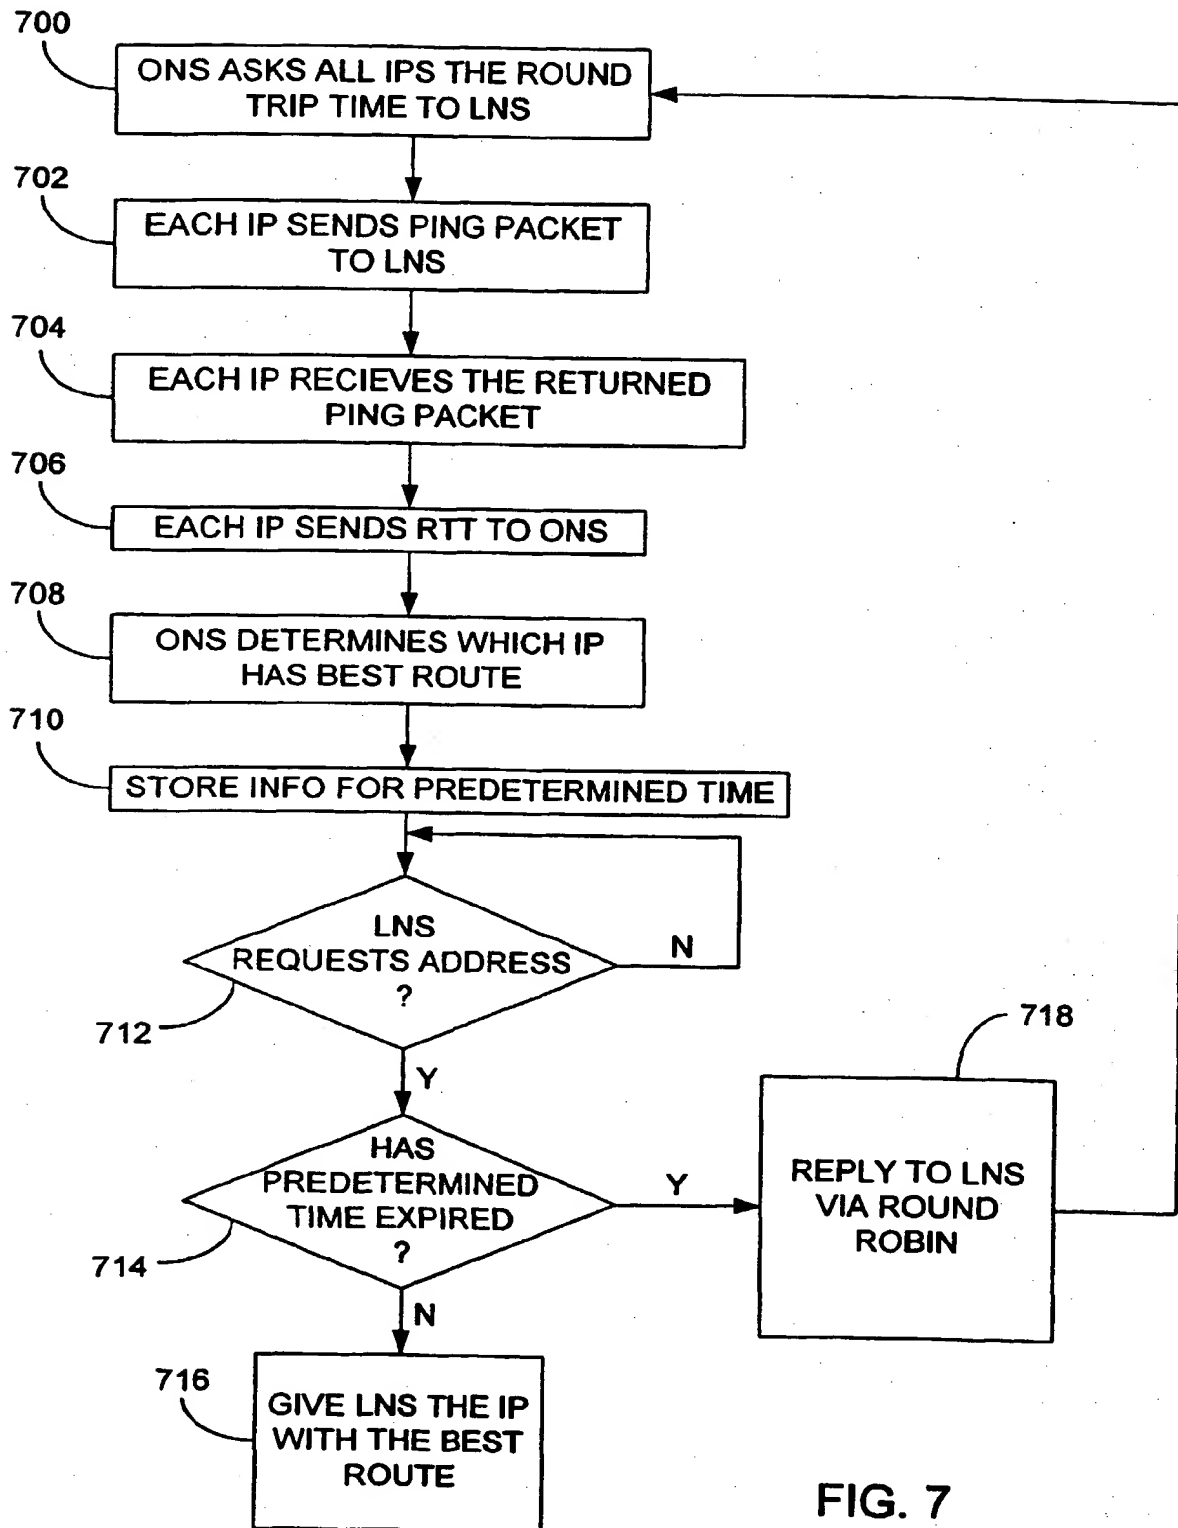 700
ONS ASKS ALL IPS THE ROUND
TRIP TIME TO LNS
702
EACH IP SENDS PING PACKET
TO LNS
704
EACH IP RECIEVES THE RETURNED
PING PACKET
706
EACH IP SENDS RTT TO ONS
708
ONS DETERMINES WHICH IP
HAS BEST ROUTE
710
STORE INFO FOR PREDETERMINED TIME
LNS
REQUESTS ADDRESS
?
N
712
Y
718
HAS
PREDETERMINED
TIME EXPIRED
?
Y
714
REPLY TO LNS
VIA ROUND
ROBIN
N
716
GIVE LNS THE IP
WITH THE BEST
ROUTE
FIG. 7